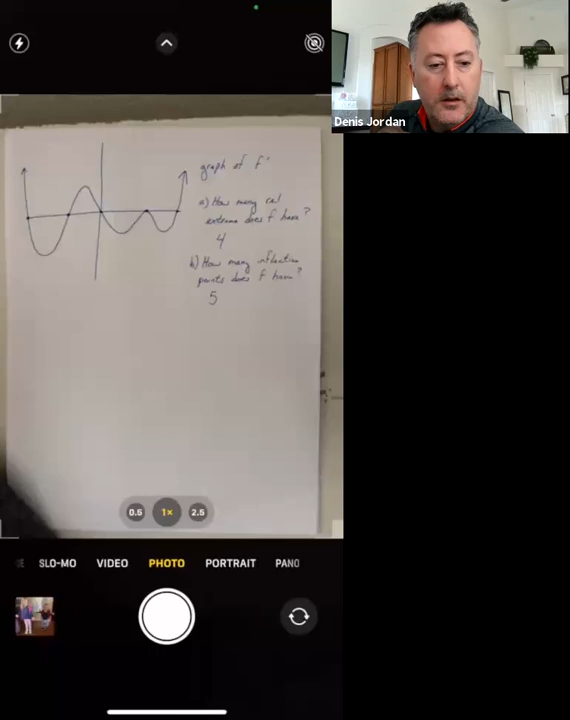 Denis Jordan
graph of f'
a) How many rel
extrema does f have?
4
b) How many inflection
points does f have?
5
0.5 1× 2.5
SLO-MO VIDEO PHOTO PORTRAIT PANO